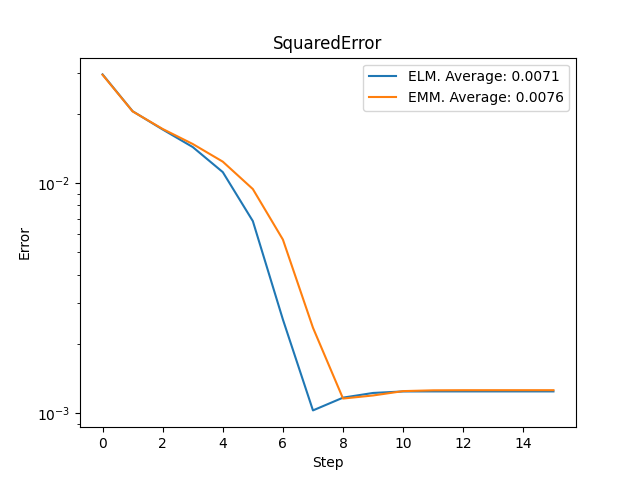 SquaredError
ELM. Average: 0.0071
EMM. Average: 0.0076
10⁻²
10⁻³
Error
0 2 4 6 8 10 12 14
Step